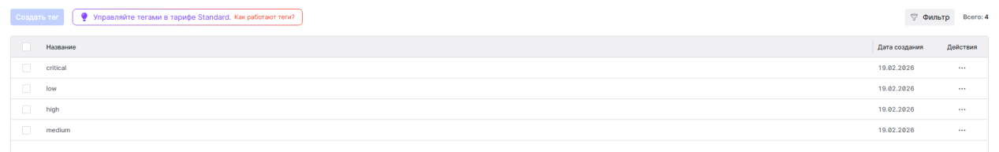 Создать тег Управляйте тегами в тарифе Standard. Как работают теги? Фильтр Всего: 4
Название Дата создания Действия
critical 19.02.2026 ...
low 19.02.2026 ...
high 19.02.2026 ...
medium 19.02.2026 ...